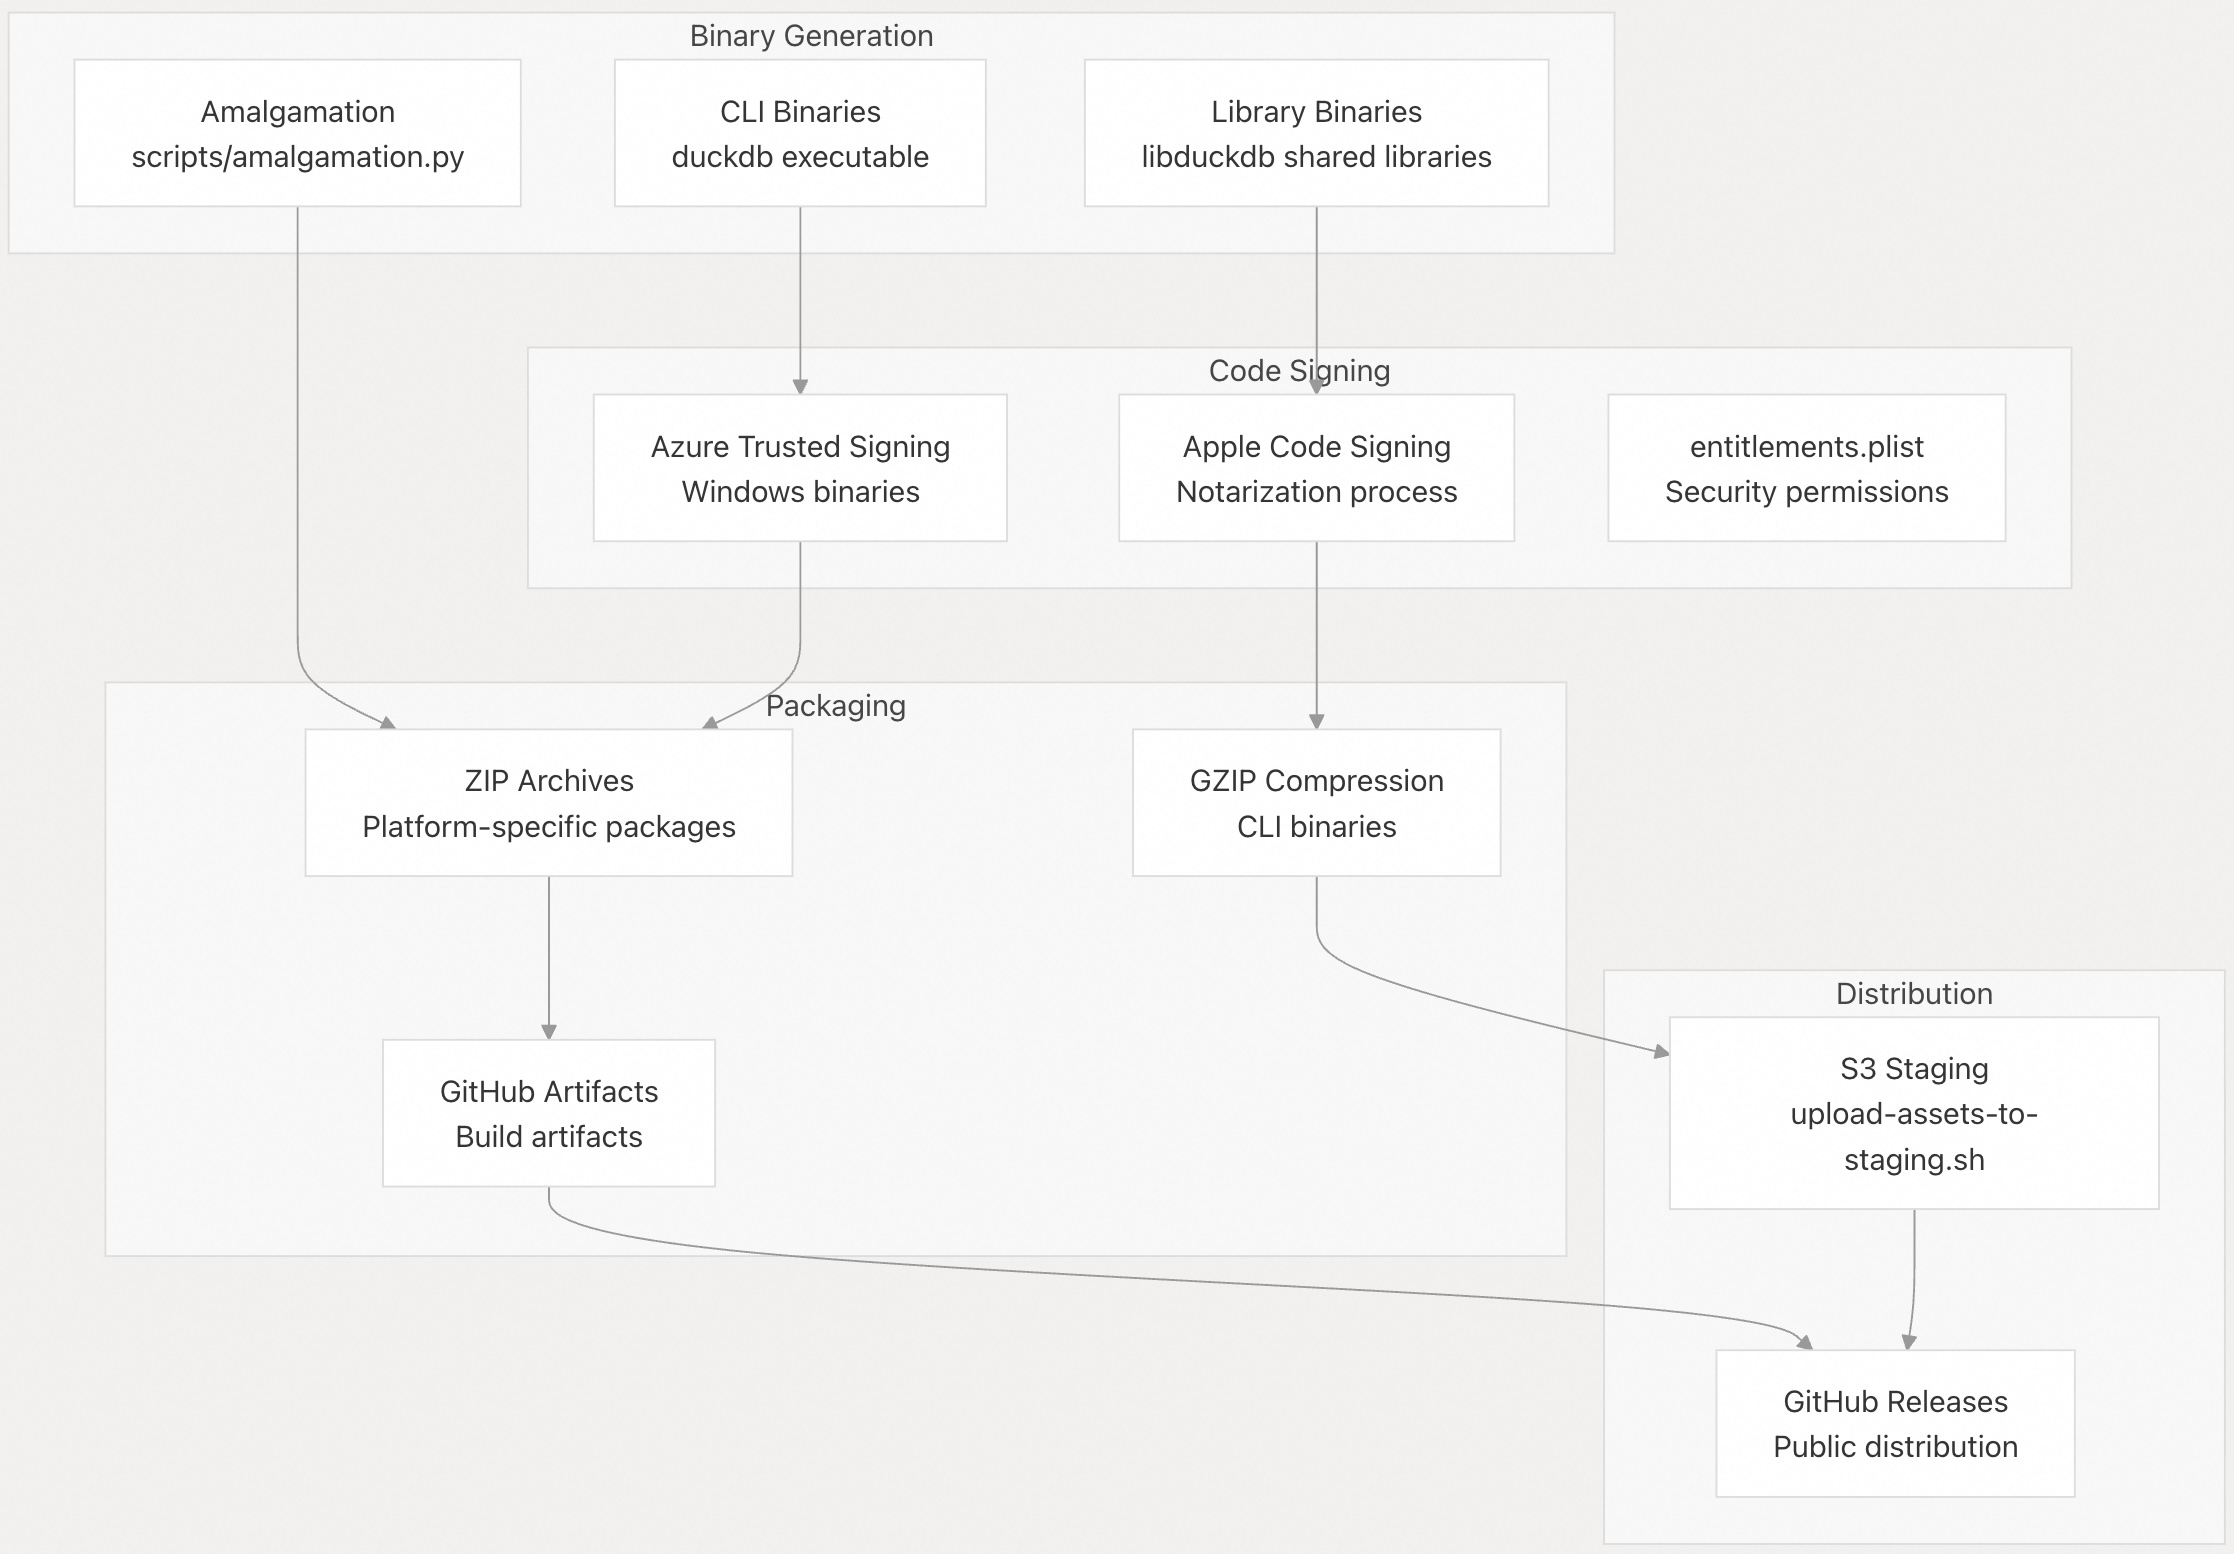 Binary Generation
Amalgamation
scripts/amalgamation.py
CLI Binaries
duckdb executable
Library Binaries
libduckdb shared libraries
Code Signing
Azure Trusted Signing
Windows binaries
Apple Code Signing
Notarization process
entitlements.plist
Security permissions
Packaging
ZIP Archives
Platform-specific packages
GZIP Compression
CLI binaries
GitHub Artifacts
Build artifacts
Distribution
S3 Staging
upload-assets-to-
staging.sh
GitHub Releases
Public distribution